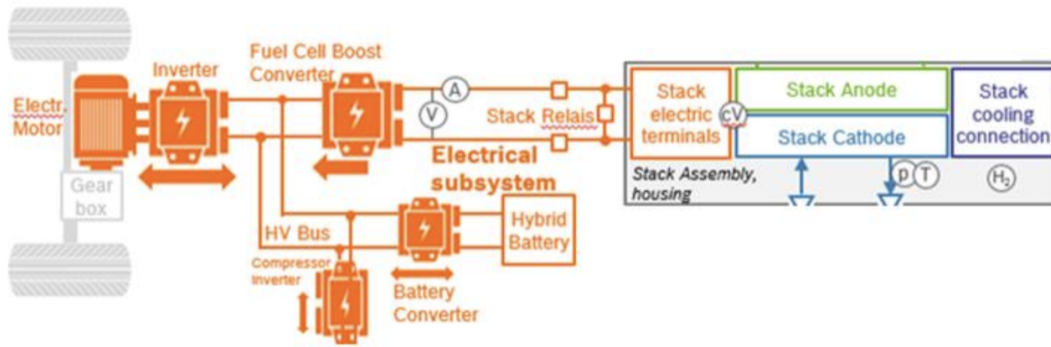 Fuel Cell Boost
Converter
Inverter
Electr.
Motor
A
V
Stack Relais
Stack
electric
terminals
cV
Stack Anode
Stack Cathode
Stack
cooling
connection
Electrical
subsystem
Stack Assembly,
housing
p
T
H2
Gear
box
HV Bus
Hybrid
Battery
Compressor
Inverter
Battery
Converter